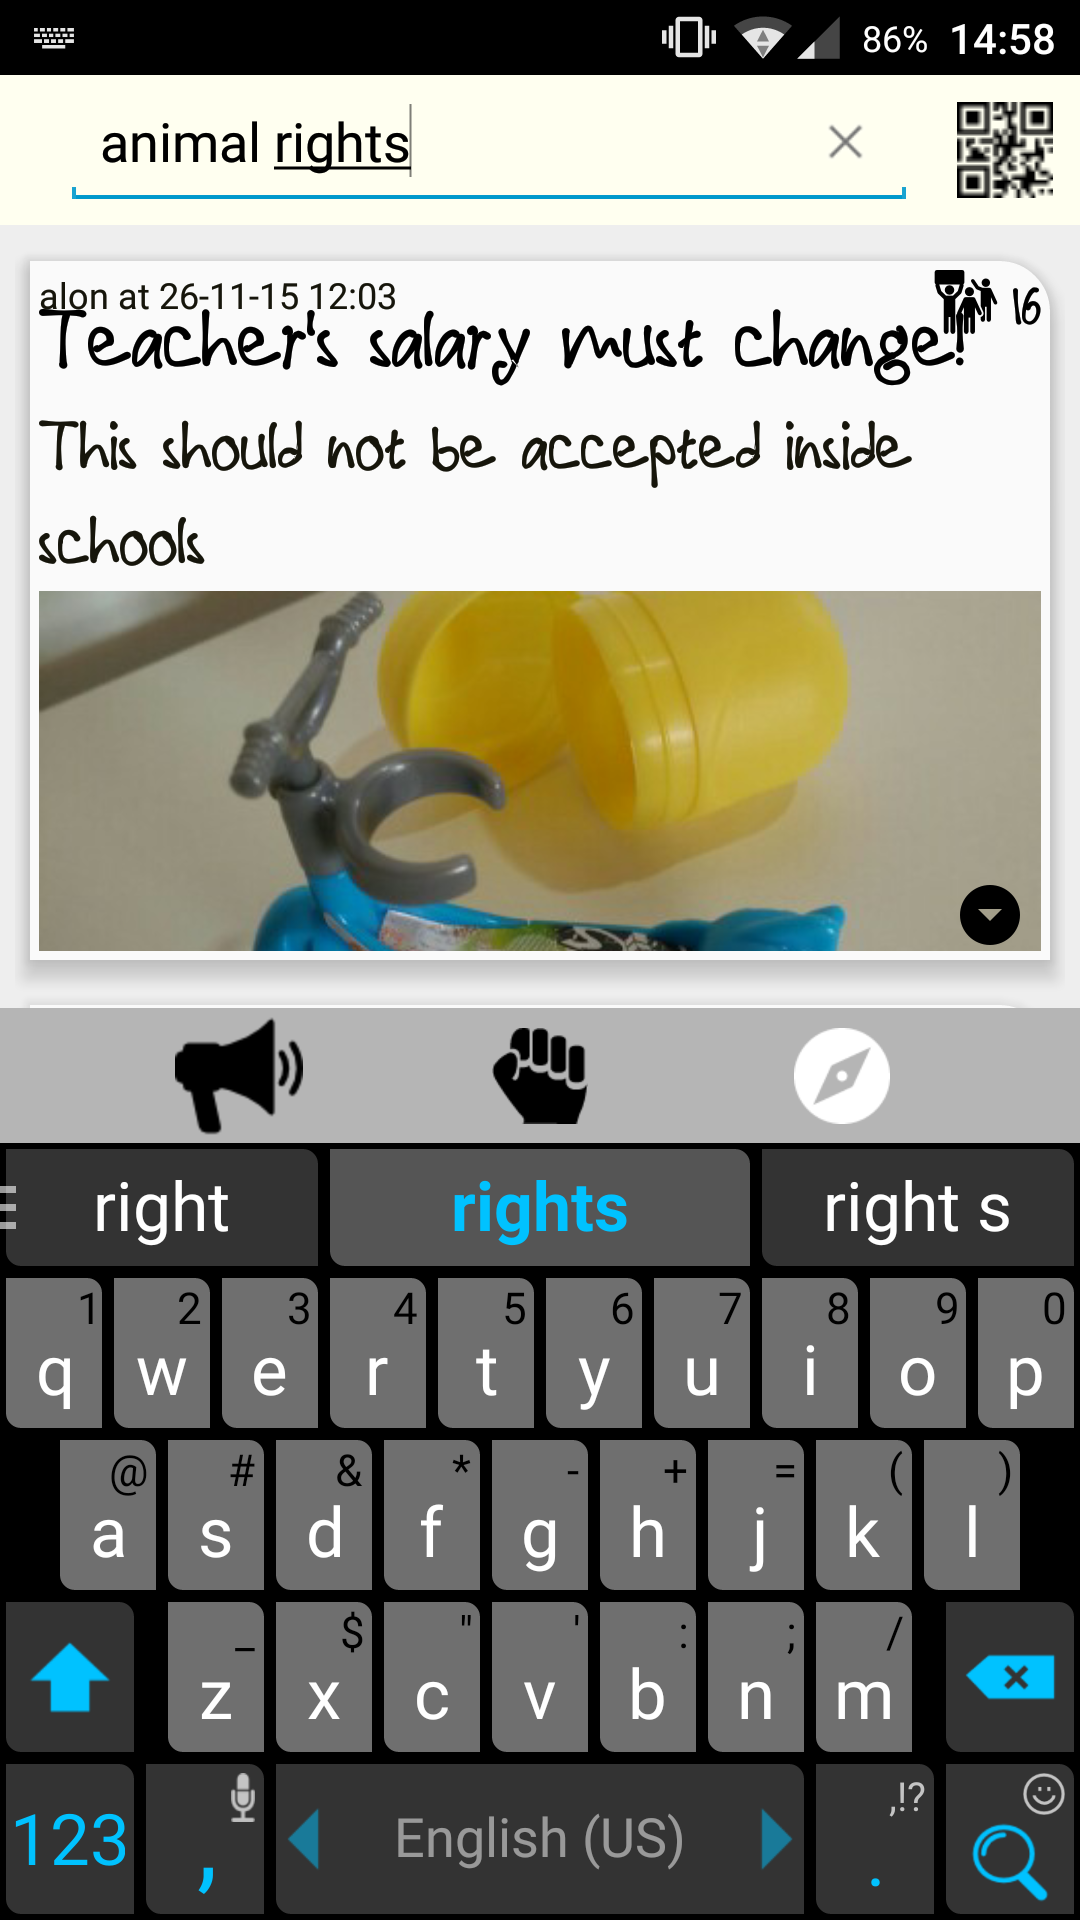 86% 14:58
animal rights
alon at 26-11-15 12:03
16
Teacher's salary must change!
This should not be accepted inside
schools
right rights right s
1 2 3 4 5 6 7 8 9 0
q w e r t y u i o p
@ # & * - + = ( )
a s d f g h j k l
_ $ " ' : ; /
z x c v b n m
,!?
123 , English (US) .